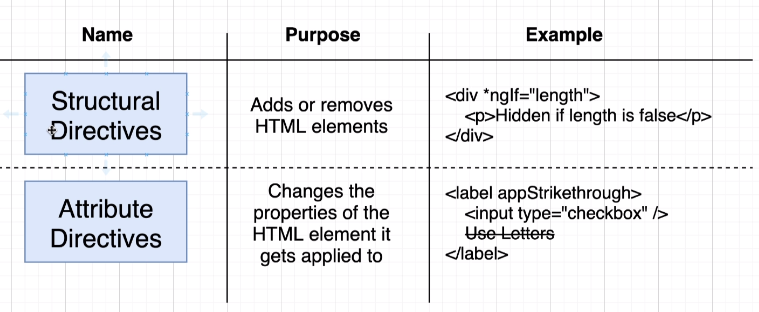 Name
Purpose
Example
Structural
Directives
Adds or removes
HTML elements
<div *ngIf="length">
<p>Hidden if length is false</p>
</div>
Attribute
Directives
Changes the
properties of the
HTML element it
gets applied to
<label appStrikethrough>
<input type="checkbox" />
Use Letters
</label>